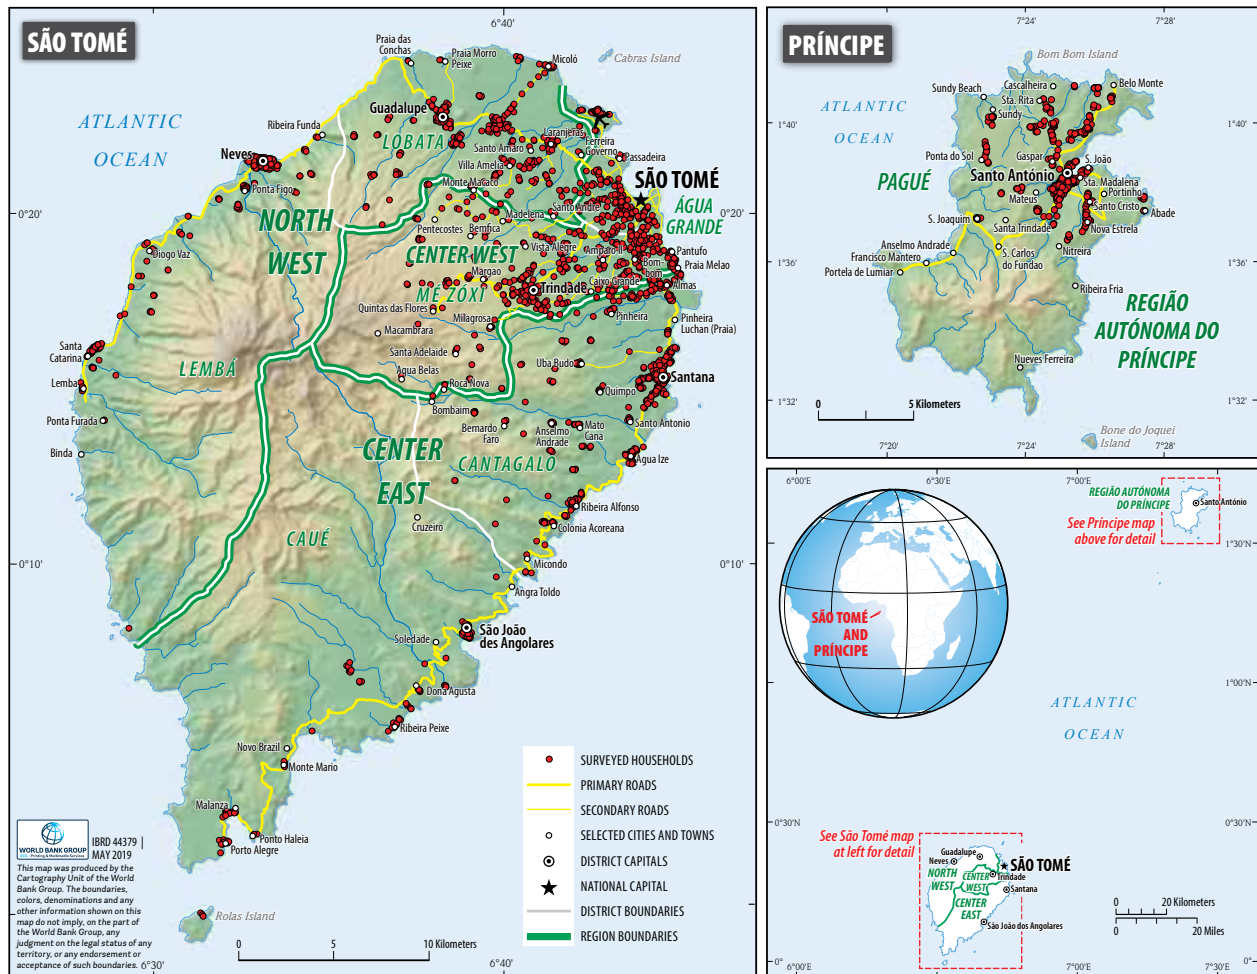 SÃO TOMÉ
6°40'
Praia das
Conchas
Praia Morro
Peixe
Micoló
Cabras Island
Guadalupe
ATLANTIC
OCEAN
Ribeira Funda
LOBATA
Laranjeras
Santo Amaro
Ferreira
Governo
Neves
Villa Amelia
Passadeira
Ponta Figo
Monte Macaco
SÃO TOMÉ
0°20'
NORTH
WEST
Madelena
Santo Andre
ÁGUA
GRANDE
0°20'
Pentecostes
Bemfica
Diogo Vaz
CENTER WEST
Vista Alegre
Amparo II
Pantufo
Bom-
bom
Praia Melao
Margao
MÉ ZÓXI
Trindade
Caixo Grande
Almas
Quintas das Flores
Milagrosa
Pinheira
Pinheira
Luchan (Praia)
Macambrara
Santa
Catarina
Santa Adelaide
LEMBÁ
Agua Belas
Uba Budo
Santana
Lemba
Roca Nova
Quimpo
Bombaim
Ponta Furada
Bernardo
Faro
Anselmo
Andrade
Mato
Cana
Santo Antonio
Binda
CENTER
EAST
CANTAGALO
Agua Ize
Ribeira Alfonso
Cruzeiro
Colonia Acoreana
CAUÉ
0°10'
Micondo
0°10'
Angra Toldo
São João
des Angolares
Soledade
Dona Agusta
Ribeira Peixe
Novo Brazil
Monte Mario
Malanza
Ponto Haleia
Porto Alegre
Rolas Island
SURVEYED HOUSEHOLDS
PRIMARY ROADS
SECONDARY ROADS
SELECTED CITIES AND TOWNS
DISTRICT CAPITALS
NATIONAL CAPITAL
DISTRICT BOUNDARIES
REGION BOUNDARIES
WORLD BANK GROUP
Printing & Multimedia Services
IBRD 44379 |
MAY 2019
This map was produced by the
Cartography Unit of the World
Bank Group. The boundaries,
colors, denominations and any
other information shown on this
map do not imply, on the part of
the World Bank Group, any
judgment on the legal status of any
territory, or any endorsement or
acceptance of such boundaries.
0 5 10 Kilometers
6°30'
6°40'
PRÍNCIPE
7°24'
7°28'
Bom Bom Island
Cascalheira
Belo Monte
Sundy Beach
Sta. Rita
Sundy
ATLANTIC
OCEAN
1°40'
1°40'
Ponta do Sol
Gaspar
S. João
PAGUÉ
Santo António
Sta. Madalena
Portinho
Mateus
Santo Cristo
Abade
S. Joaquim
Santa Trindade
Nova Estrela
Anselmo Andrade
Francisco Mantero
S. Carlos
do Fundao
Nitreira
1°36'
1°36'
Portela de Lumiar
Ribeira Fria
REGIÃO
AUTÓNOMA DO
PRÍNCIPE
Nueves Ferreira
0 5 Kilometers
1°32'
1°32'
Bone do Joquei
Island
7°20'
7°24'
7°28'
6°00'E
6°30'E
7°00'E
REGIÃO AUTÓNOMA
DO PRÍNCIPE
Santo António
See Príncipe map
above for detail
1°30'N
SÃO TOMÉ
AND
PRÍNCIPE
1°00'N
ATLANTIC
OCEAN
0°30'E
0°30'N
See São Tomé map
at left for detail
Guadalupe
Neves
SÃO TOMÉ
NORTH
WEST
CENTER
WEST
Trindade
Santana
CENTER
EAST
São João dos Angolares
0 20 Kilometers
0 20 Miles
0°
0°
6°00'E
7°00'E
7°30'E